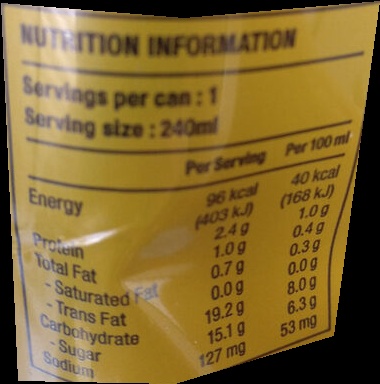 NUTRITION INFORMATION
Servings per can : 1
Serving size : 240ml
Per Serving Per 100 ml
Energy 96 kcal 40 kcal
(403 kJ) (168 kJ)
Protein 2.4 g 1.0 g
Total Fat 1.0 g 0.4 g
- Saturated Fat 0.7 g 0.3 g
- Trans Fat 0.0 g 0.0 g
Carbohydrate 19.2 g 8.0 g
- Sugar 15.1 g 6.3 g
Sodium 127 mg 53 mg